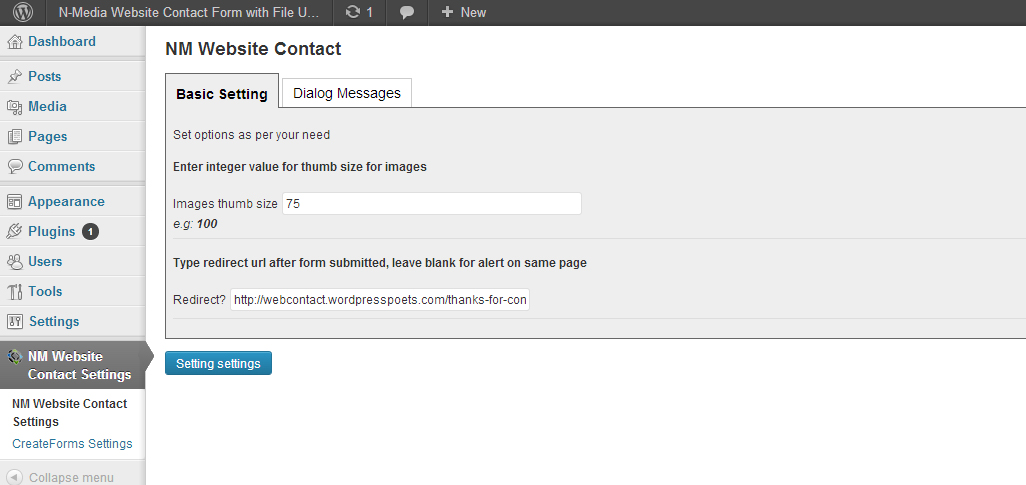 N-Media Website Contact Form with File U... 1 New
Dashboard
Posts
Media
Pages
Comments
Appearance
Plugins 1
Users
Tools
Settings
NM Website
Contact Settings
NM Website Contact
Settings
CreateForms Settings
Collapse menu
NM Website Contact
Basic Setting Dialog Messages
Set options as per your need
Enter integer value for thumb size for images
Images thumb size 75
e.g: 100
Type redirect url after form submitted, leave blank for alert on same page
Redirect? http://webcontact.wordpresspoets.com/thanks-for-con
Setting settings